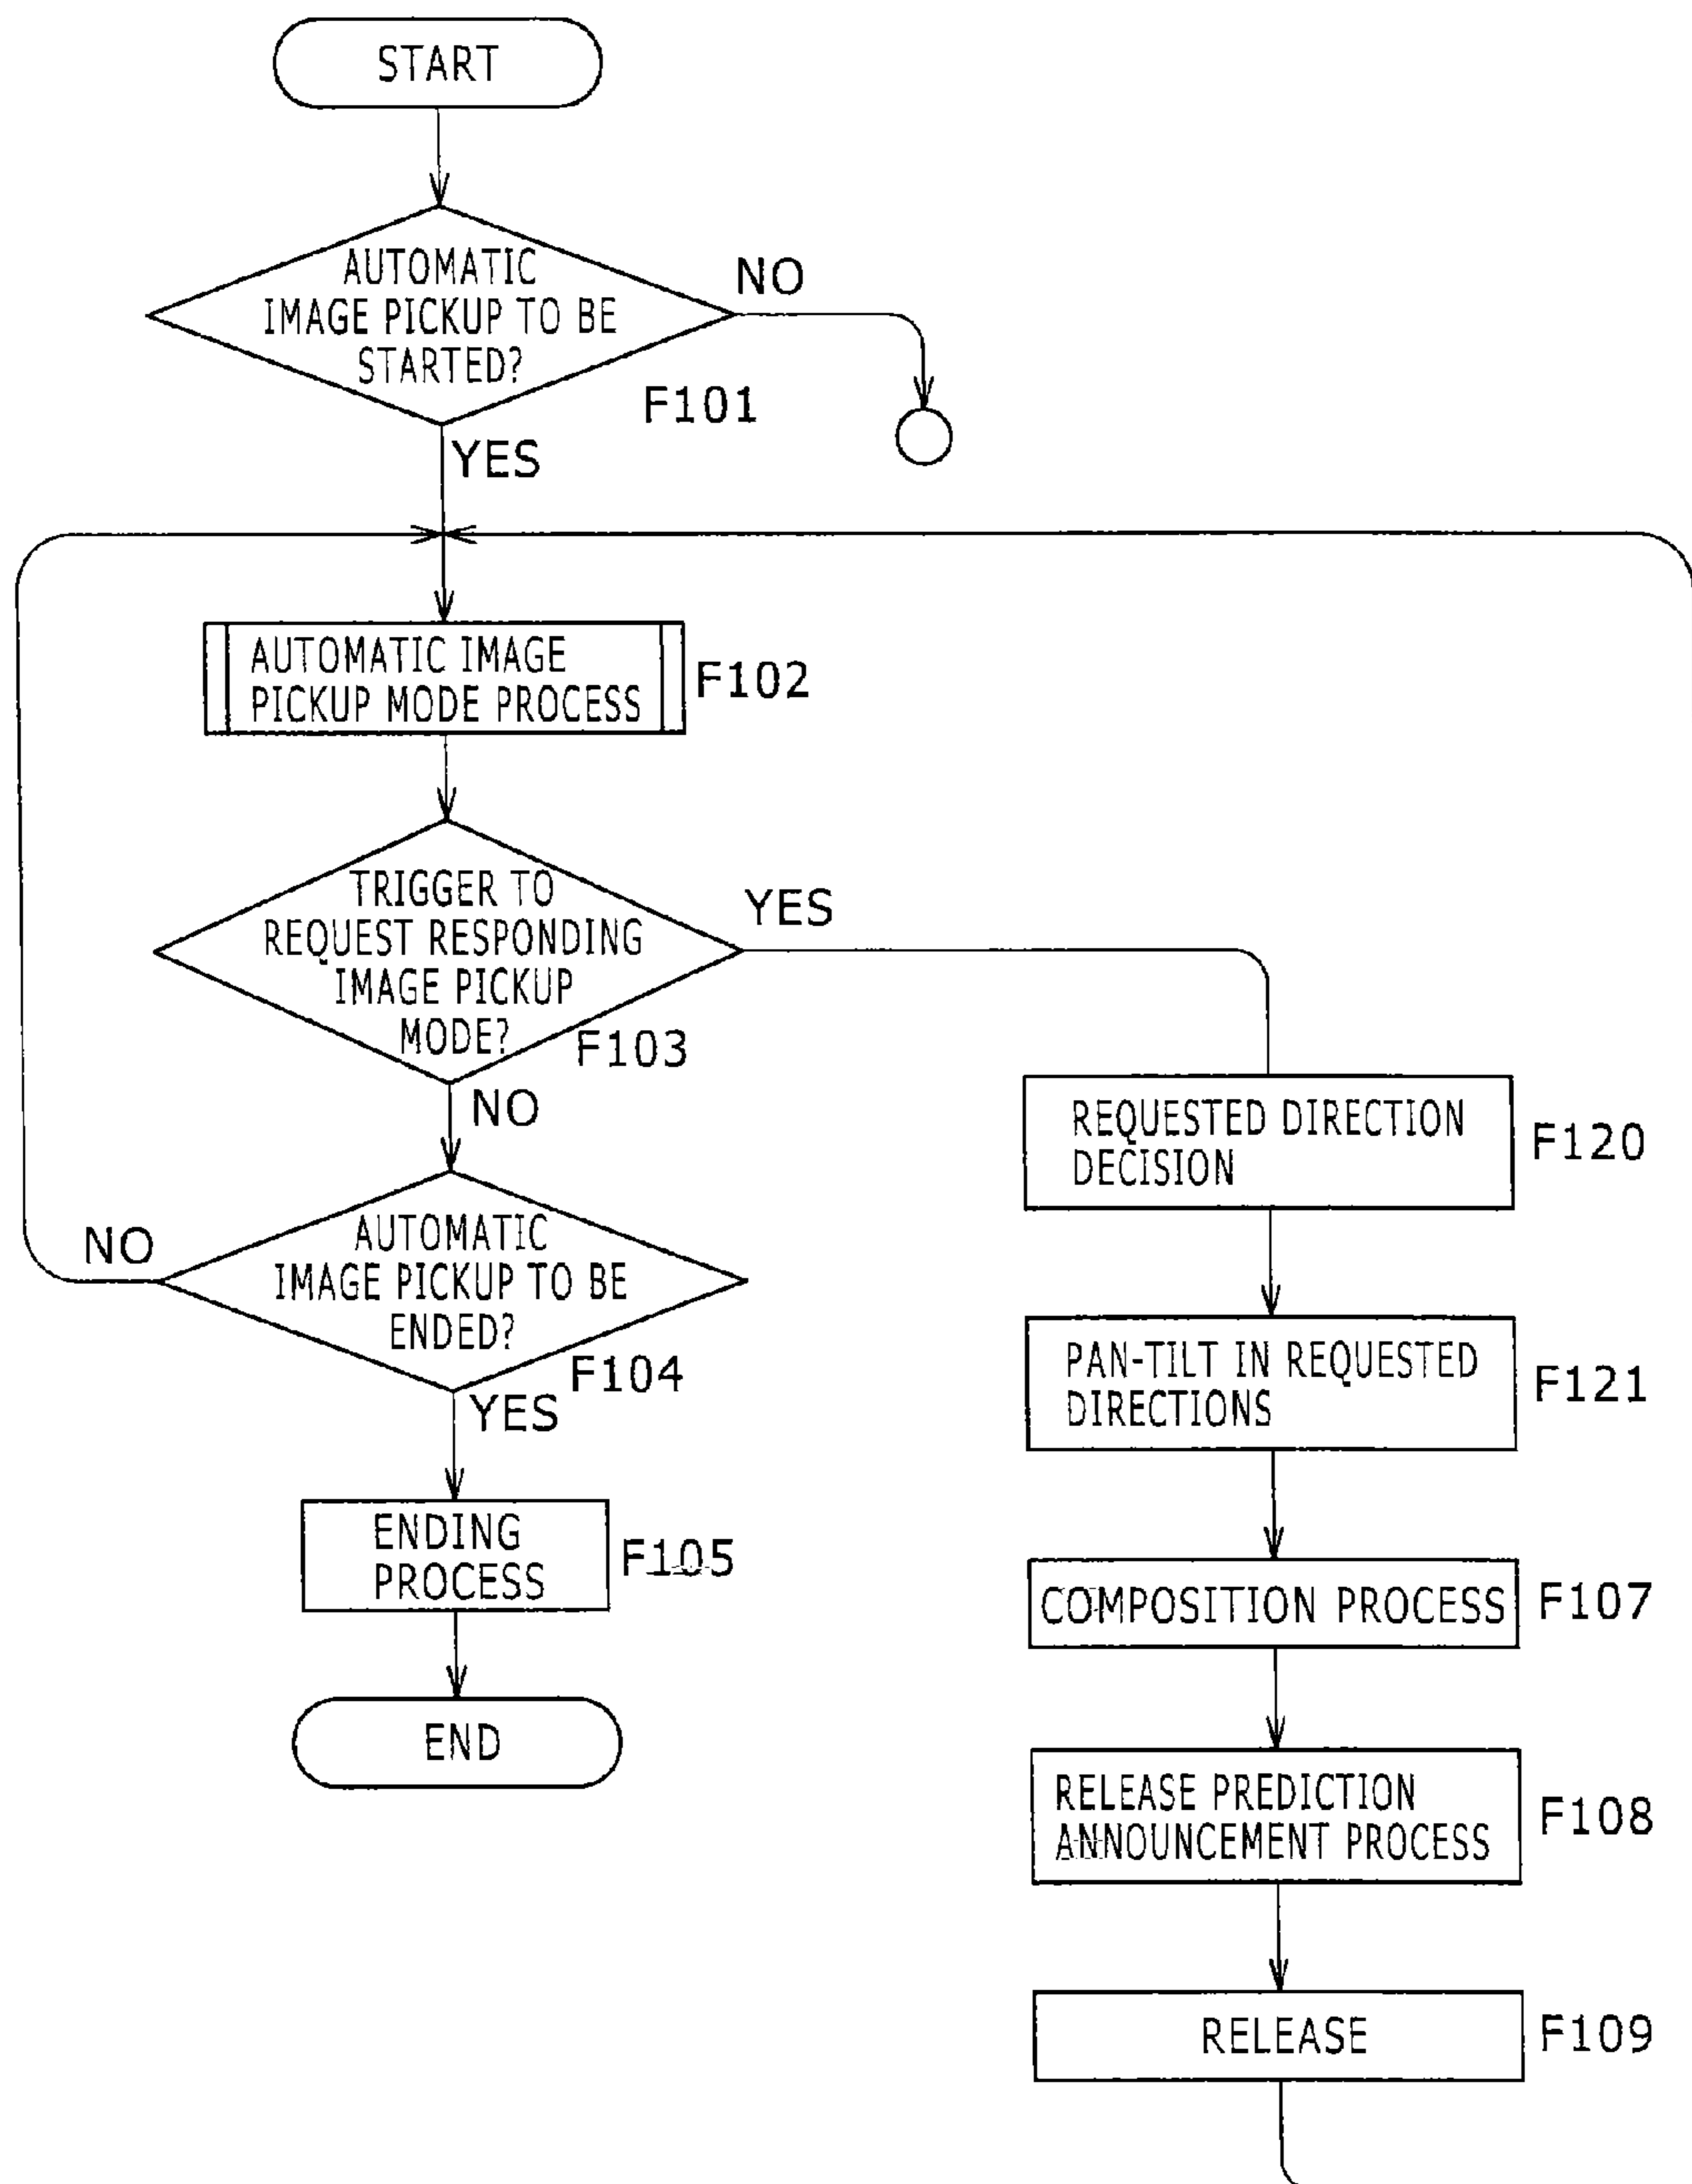 START
AUTOMATIC
IMAGE PICKUP TO BE
STARTED?
NO
F101
YES
AUTOMATIC IMAGE
PICKUP MODE PROCESS
F102
TRIGGER TO
REQUEST RESPONDING
IMAGE PICKUP
MODE?
YES
F103
NO
AUTOMATIC
IMAGE PICKUP TO BE
ENDED?
NO
F104
YES
ENDING
PROCESS
F105
END
REQUESTED DIRECTION
DECISION
F120
PAN-TILT IN REQUESTED
DIRECTIONS
F121
COMPOSITION PROCESS
F107
RELEASE PREDICTION
ANNOUNCEMENT PROCESS
F108
RELEASE
F109